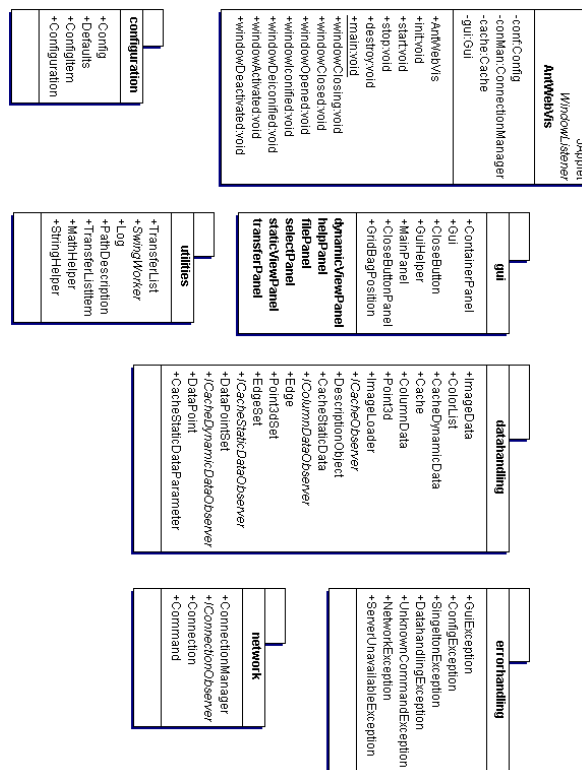 JApplet
WindowListener
AntWebVis
-conf:Config
-conMan:ConnectionManager
-cache:Cache
-gui:Gui
+AntWebVis
+init:void
+start:void
+stop:void
+destroy:void
+main:void
+windowClosing:void
+windowClosed:void
+windowOpened:void
+windowIconified:void
+windowDeiconified:void
+windowActivated:void
+windowDeactivated:void
gui
+ContainerPanel
+Gui
+CloseButton
+GuiHelper
+MainPanel
+CloseButtonPanel
+GridBagPosition
dynamicViewPanel
helpPanel
filePanel
selectPanel
staticViewPanel
transferPanel
datahandling
+ImageData
+ColorList
+CacheDynamicData
+Cache
+ColumnData
+Point3d
+ImageLoader
+ICacheObserver
+DescriptionObject
+CacheStaticData
+IColumnDataObserver
+Edge
+Point3dSet
+EdgeSet
+ICacheStaticDataObserver
+DataPointSet
+ICacheDynamicDataObserver
+DataPoint
+CacheStaticDataParameter
errorhandling
+GuiException
+ConfigException
+SingeltonException
+DatahandlingException
+UnknownCommandException
+NetworkException
+ServerUnavailableException
configuration
+Config
+Defaults
+ConfigItem
+Configuration
utilities
+TransferList
+SwingWorker
+Log
+PathDescription
+TransferListItem
+MathHelper
+StringHelper
network
+ConnectionManager
+IConnectionObserver
+Connection
+Command